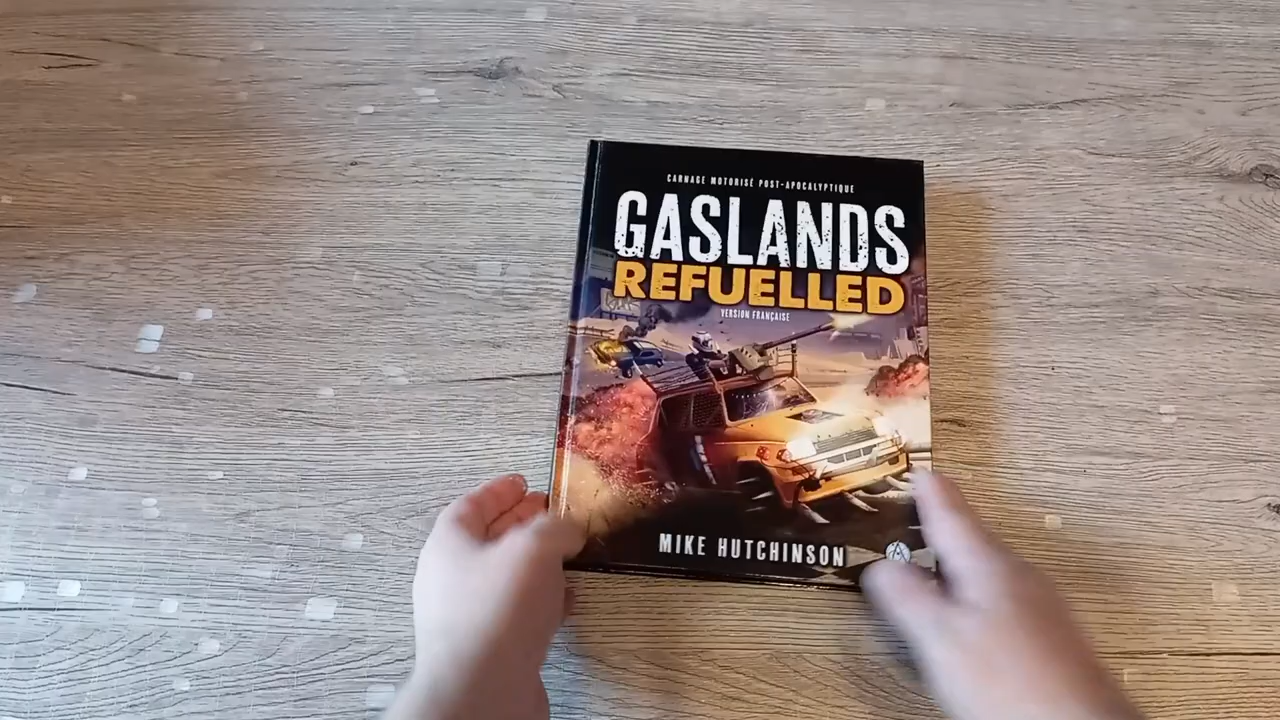 CARNAGE MOTORISÉ POST-APOCALYPTIQUE
GASLANDS
REFUELLED
VERSION FRANÇAISE
MIKE HUTCHINSON